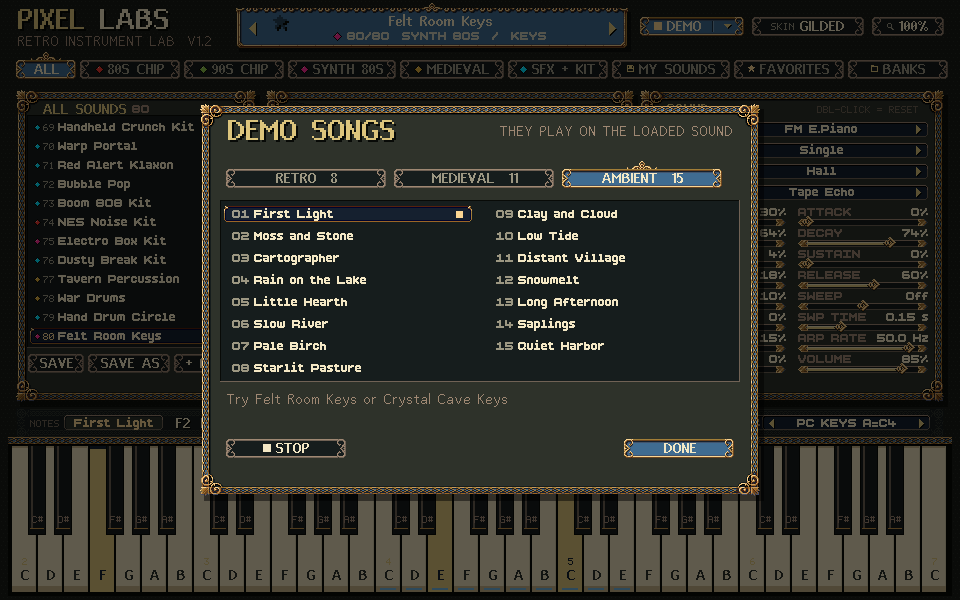 PIXEL LABS
RETRO INSTRUMENT LAB V1.2
Felt Room Keys
80/80 SYNTH 80S / KEYS
DEMO
SKIN GILDED
100%
ALL
80S CHIP
90S CHIP
SYNTH 80S
MEDIEVAL
SFX + KIT
MY SOUNDS
FAVORITES
BANKS
ALL SOUNDS 80
69 Handheld Crunch Kit
70 Warp Portal
71 Red Alert Klaxon
72 Bubble Pop
73 Boom 808 Kit
74 NES Noise Kit
75 Electro Box Kit
76 Dusty Break Kit
77 Tavern Percussion
78 War Drums
79 Hand Drum Circle
80 Felt Room Keys
SAVE
SAVE AS
+
DEMO SONGS
THEY PLAY ON THE LOADED SOUND
RETRO 8
MEDIEVAL 11
AMBIENT 15
01 First Light
02 Moss and Stone
03 Cartographer
04 Rain on the Lake
05 Little Hearth
06 Slow River
07 Pale Birch
08 Starlit Pasture
09 Clay and Cloud
10 Low Tide
11 Distant Village
12 Snowmelt
13 Long Afternoon
14 Saplings
15 Quiet Harbor
Try Felt Room Keys or Crystal Cave Keys
STOP
DONE
DBL-CLICK = RESET
FM E.Piano
Single
Hall
Tape Echo
30% ATTACK 0%
64% DECAY 74%
4% SUSTAIN 0%
18% RELEASE 60%
10% SWEEP Off
0% SWP TIME 0.15 s
15% ARP RATE 50.0 Hz
0% VOLUME 85%
NOTES First Light F2
PC KEYS A=C4
C# D# F# G# A# C# D# F# G# A# C# D# F# G# A# C# D# F# G# A# C# D# F# G# A#
5
C D E F G A B C D E F G A B C D E F G A B C D E F G A B C D E F G A B C